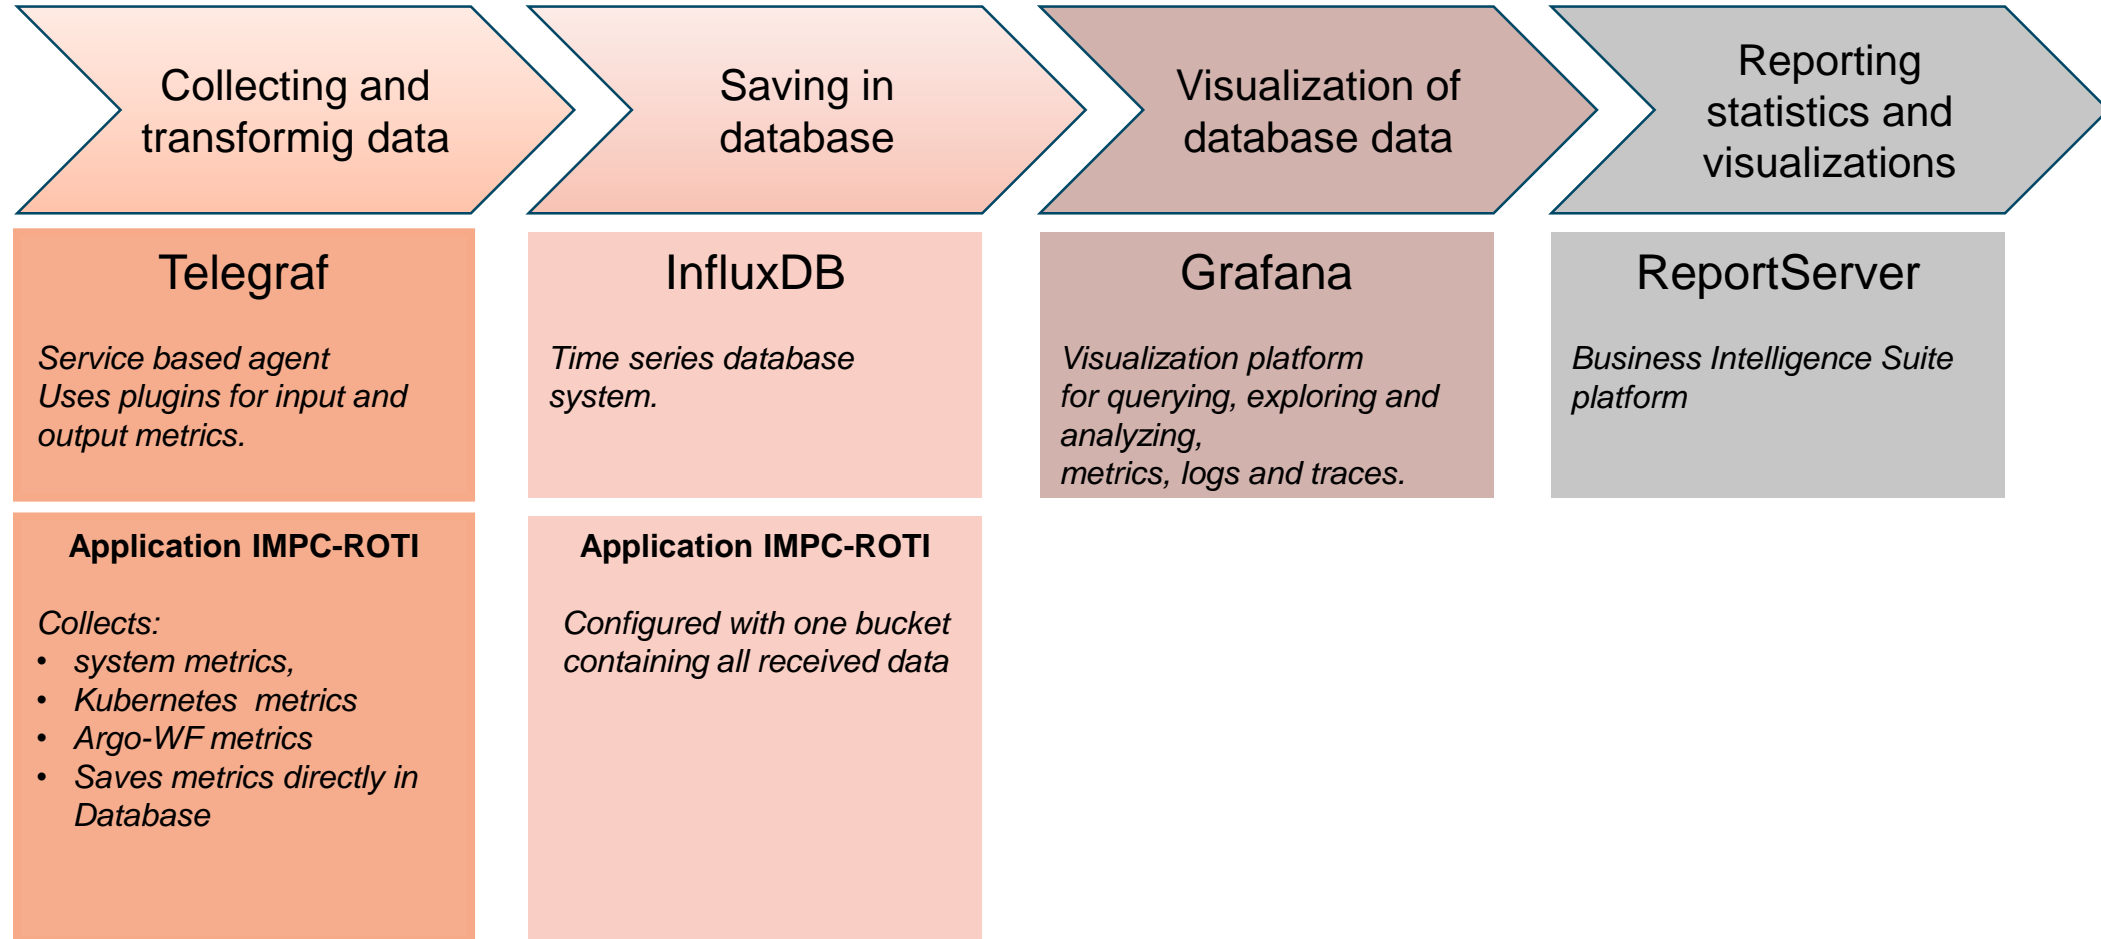 Collecting and
transformig data
Saving in
database
Visualization of
database data
Reporting
statistics and
visualizations
Telegraf
Service based agent
Uses plugins for input and
output metrics.
InfluxDB
Time series database
system.
Grafana
Visualization platform
for querying, exploring and
analyzing,
metrics, logs and traces.
ReportServer
Business Intelligence Suite
platform
Application IMPC-ROTI
Collects:
• system metrics,
• Kubernetes  metrics
• Argo-WF metrics
• Saves metrics directly in
Database
Application IMPC-ROTI
Configured with one bucket
containing all received data